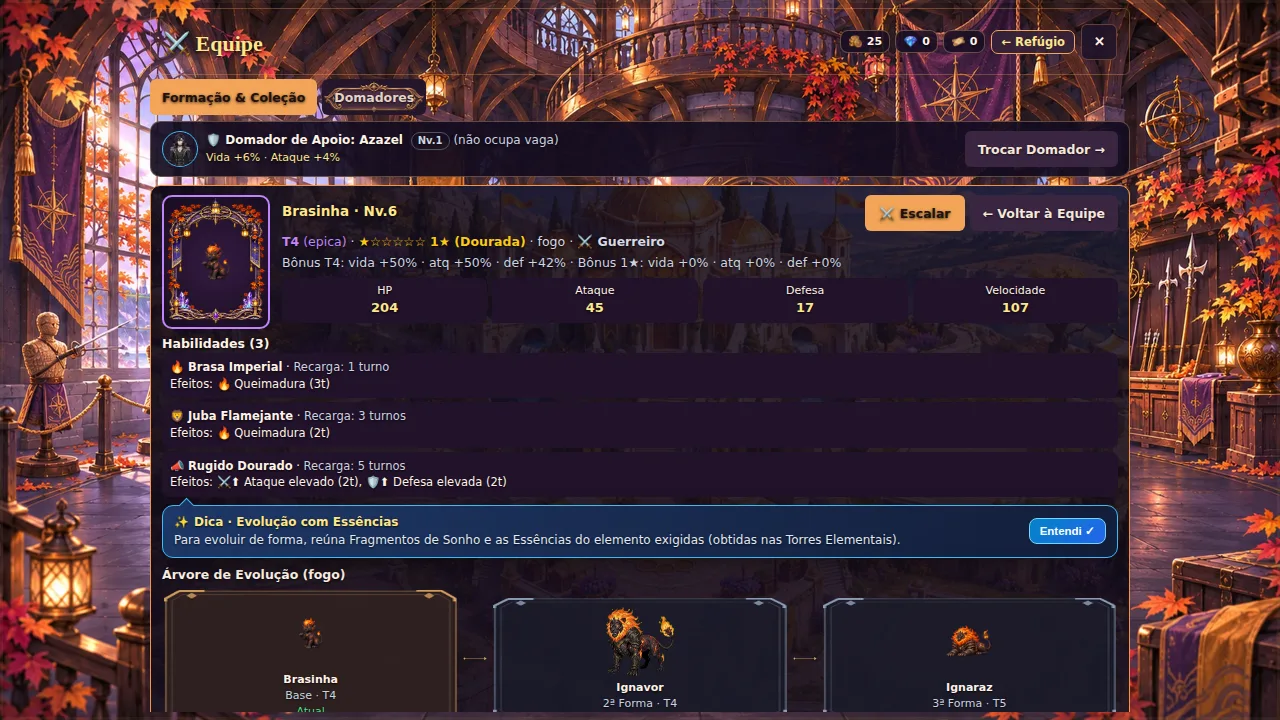 ⚔️ Equipe
25
0
0
← Refúgio
✕
Formação & Coleção
Domadores
🛡️ Domador de Apoio: Azazel Nv.1 (não ocupa vaga)
Vida +6% · Ataque +4%
Trocar Domador →
Brasinha · Nv.6
⚔️ Escalar
← Voltar à Equipe
T4 (epica) · ★☆☆☆☆☆ 1★ (Dourada) · fogo · ⚔️ Guerreiro
Bônus T4: vida +50% · atq +50% · def +42% · Bônus 1★: vida +0% · atq +0% · def +0%
HP
204
Ataque
45
Defesa
17
Velocidade
107
Habilidades (3)
🔥 Brasa Imperial · Recarga: 1 turno
Efeitos: 🔥 Queimadura (3t)
🦁 Juba Flamejante · Recarga: 3 turnos
Efeitos: 🔥 Queimadura (2t)
📣 Rugido Dourado · Recarga: 5 turnos
Efeitos: ⚔️⬆ Ataque elevado (2t), 🛡️⬆ Defesa elevada (2t)
✨ Dica · Evolução com Essências
Para evoluir de forma, reúna Fragmentos de Sonho e as Essências do elemento exigidas (obtidas nas Torres Elementais).
Entendi ✓
Árvore de Evolução (fogo)
Brasinha
Base · T4
Atual
Ignavor
2ª Forma · T4
Ignaraz
3ª Forma · T5